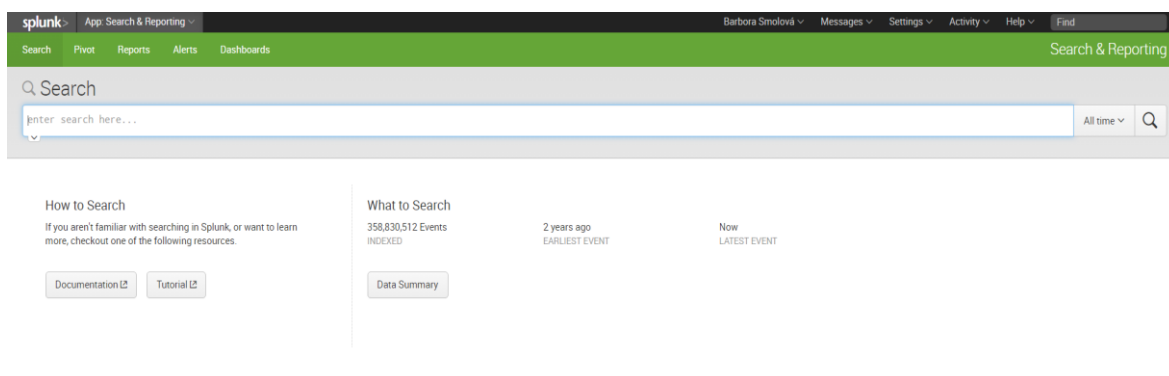 splunk> App: Search & Reporting Barbora Smolová Messages Settings Activity Help Find
Search Pivot Reports Alerts Dashboards Search & Reporting
Search
enter search here... All time
How to Search What to Search
If you aren't familiar with searching in Splunk, or want to learn 358,830,512 Events 2 years ago Now
more, checkout one of the following resources. INDEXED EARLIEST EVENT LATEST EVENT
Documentation Tutorial Data Summary